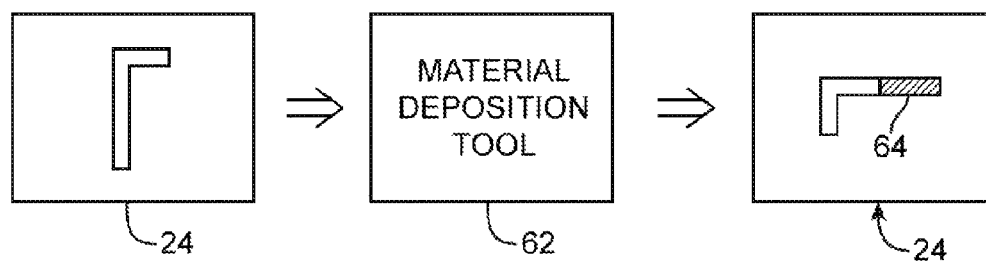 MATERIAL
DEPOSITION
TOOL
64
24
62
24